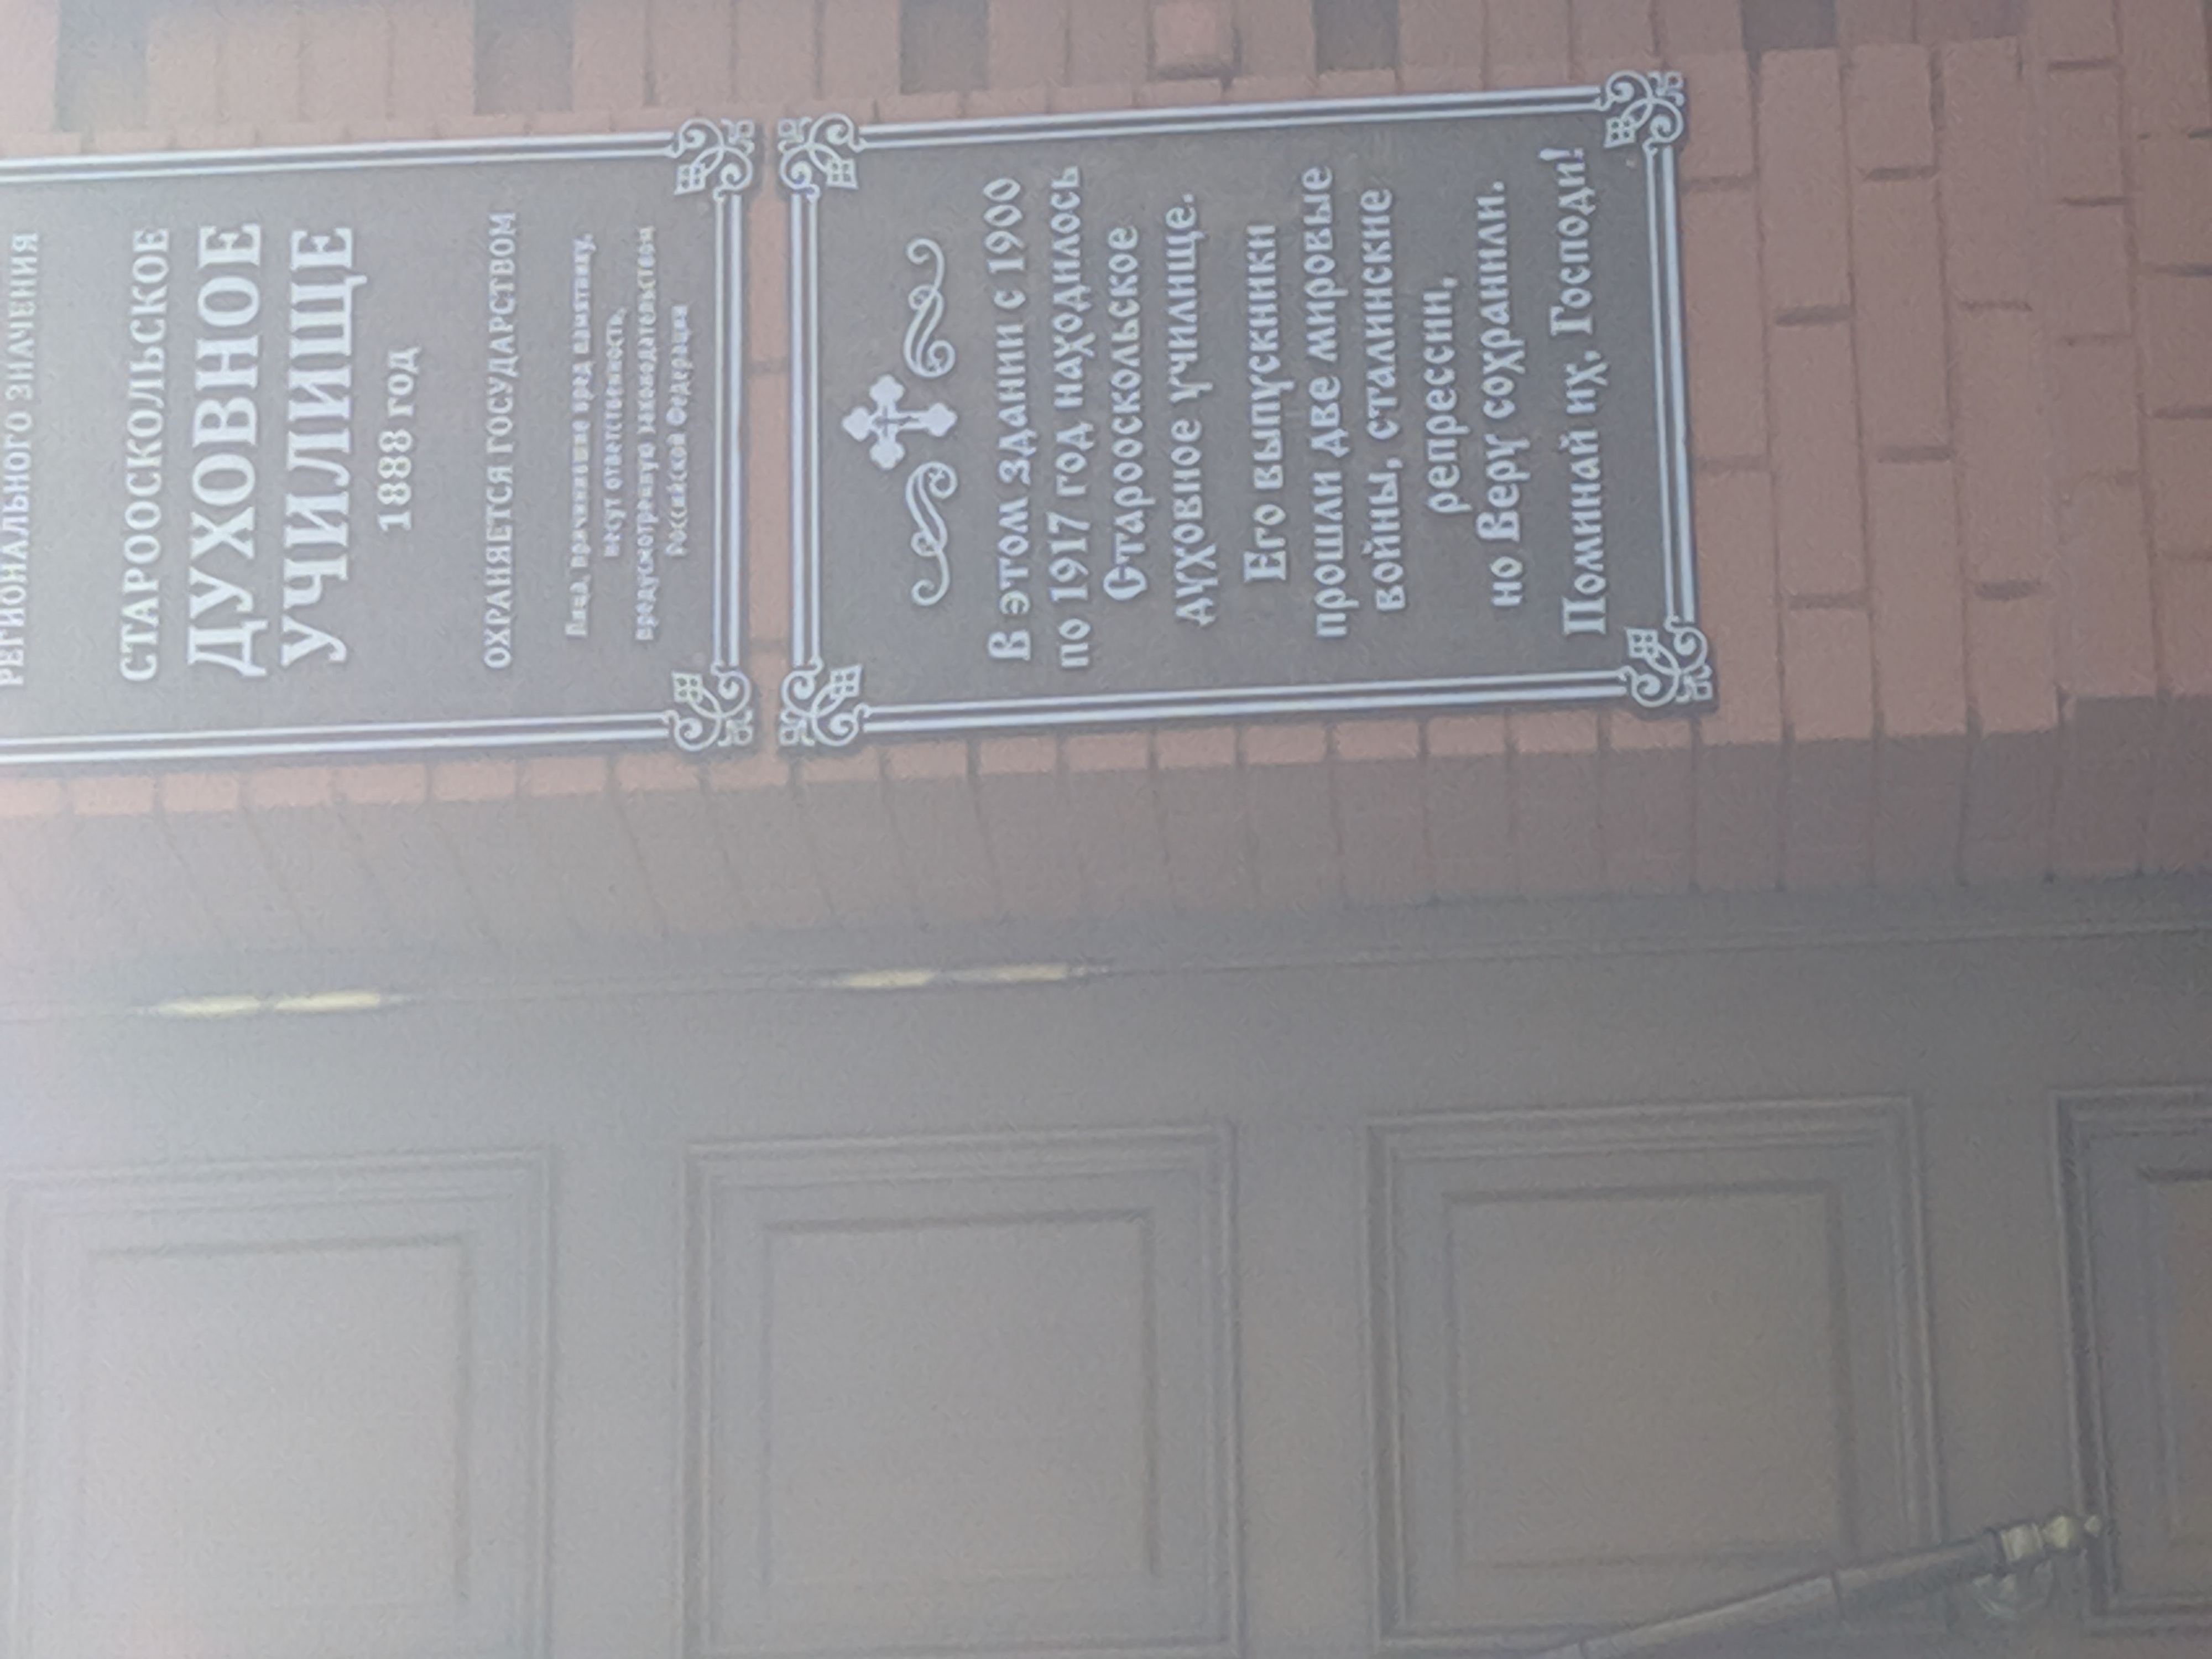 РЕГИОНАЛЬНОГО ЗНАЧЕНИЯ
СТАРООСКОЛЬСКОЕ
ДУХОВНОЕ
УЧИЛИЩЕ
1888 год
ОХРАНЯЕТСЯ ГОСУДАРСТВОМ
Лица, причинившие вред памятнику,
несут ответственность,
предусмотренную законодательством
Российской Федерации
В этом здании с 1900
по 1917 год находилось
Старооскольское
духовное училище.
Его выпускники
прошли две мировые
войны, сталинские
репрессии,
но Веру сохранили.
Поминай их, Господи!